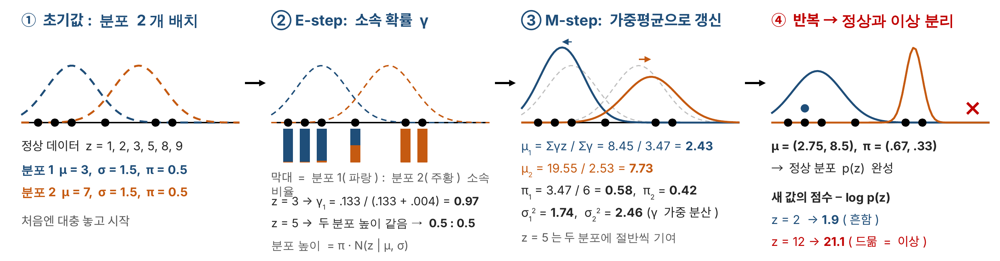 ① 초기값 : 분포 2 개 배치
정상 데이터 z = 1, 2, 3, 5, 8, 9
분포 1 μ = 3, σ = 1.5, π = 0.5
분포 2 μ = 7, σ = 1.5, π = 0.5
처음엔 대충 놓고 시작
② E-step: 소속 확률 γ
막대 = 분포 1( 파랑 ) : 분포 2( 주황 ) 소속
비율
z = 3 → γ₁ = .133 / (.133 + .004) = 0.97
z = 5 → 두 분포 높이 같음 → 0.5 : 0.5
분포 높이 = π · N(z | μ, σ)
③ M-step: 가중평균으로 갱신
μ₁ = Σγz / Σγ = 8.45 / 3.47 = 2.43
μ₂ = 19.55 / 2.53 = 7.73
π₁ = 3.47 / 6 = 0.58, π₂ = 0.42
σ₁² = 1.74, σ₂² = 2.46 (γ 가중 분산 )
z = 5 는 두 분포에 절반씩 기여
④ 반복 → 정상과 이상 분리
μ = (2.75, 8.5), π = (.67, .33)
→ 정상 분포 p(z) 완성
새 값의 점수 − log p(z)
z = 2 → 1.9 ( 흔함 )
z = 12 → 21.1 ( 드묾 = 이상 )